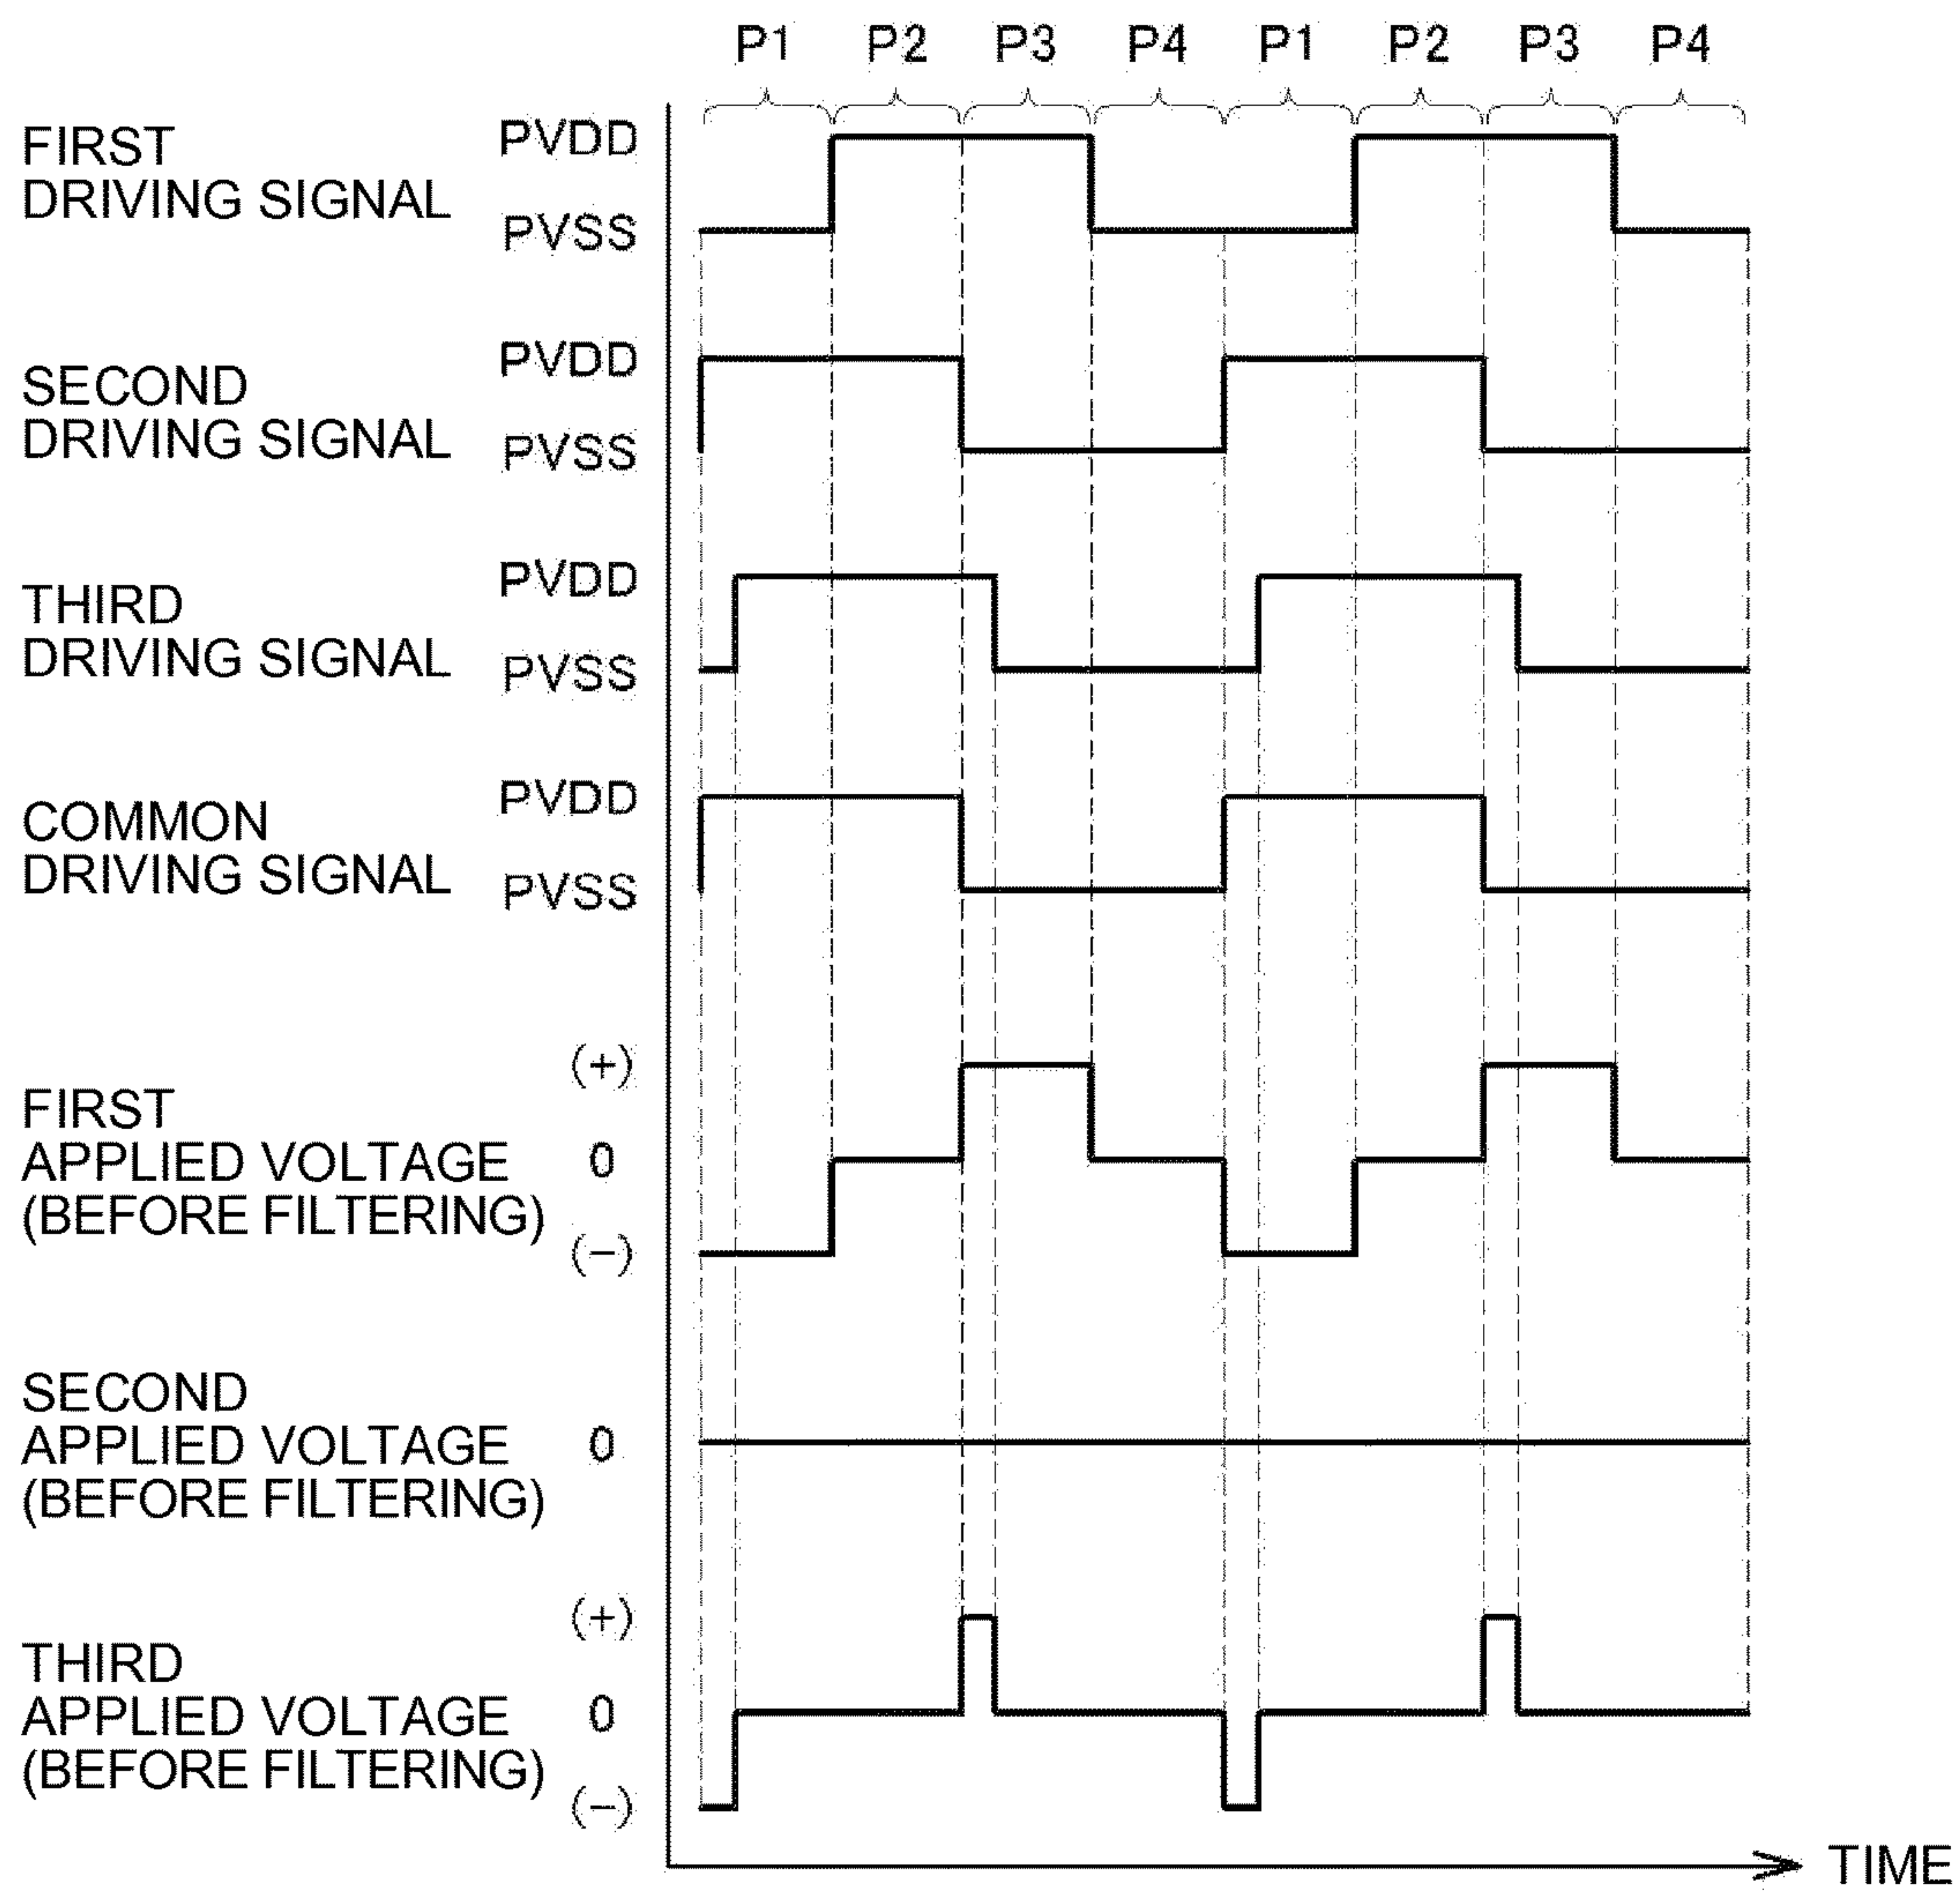 P1 P2 P3 P4 P1 P2 P3 P4
FIRST
DRIVING SIGNAL
PVDD
PVSS
SECOND
DRIVING SIGNAL
PVDD
PVSS
THIRD
DRIVING SIGNAL
PVDD
PVSS
COMMON
DRIVING SIGNAL
PVDD
PVSS
FIRST
APPLIED VOLTAGE
(BEFORE FILTERING)
(+)
0
(−)
SECOND
APPLIED VOLTAGE
(BEFORE FILTERING)
0
THIRD
APPLIED VOLTAGE
(BEFORE FILTERING)
(+)
0
(−)
TIME